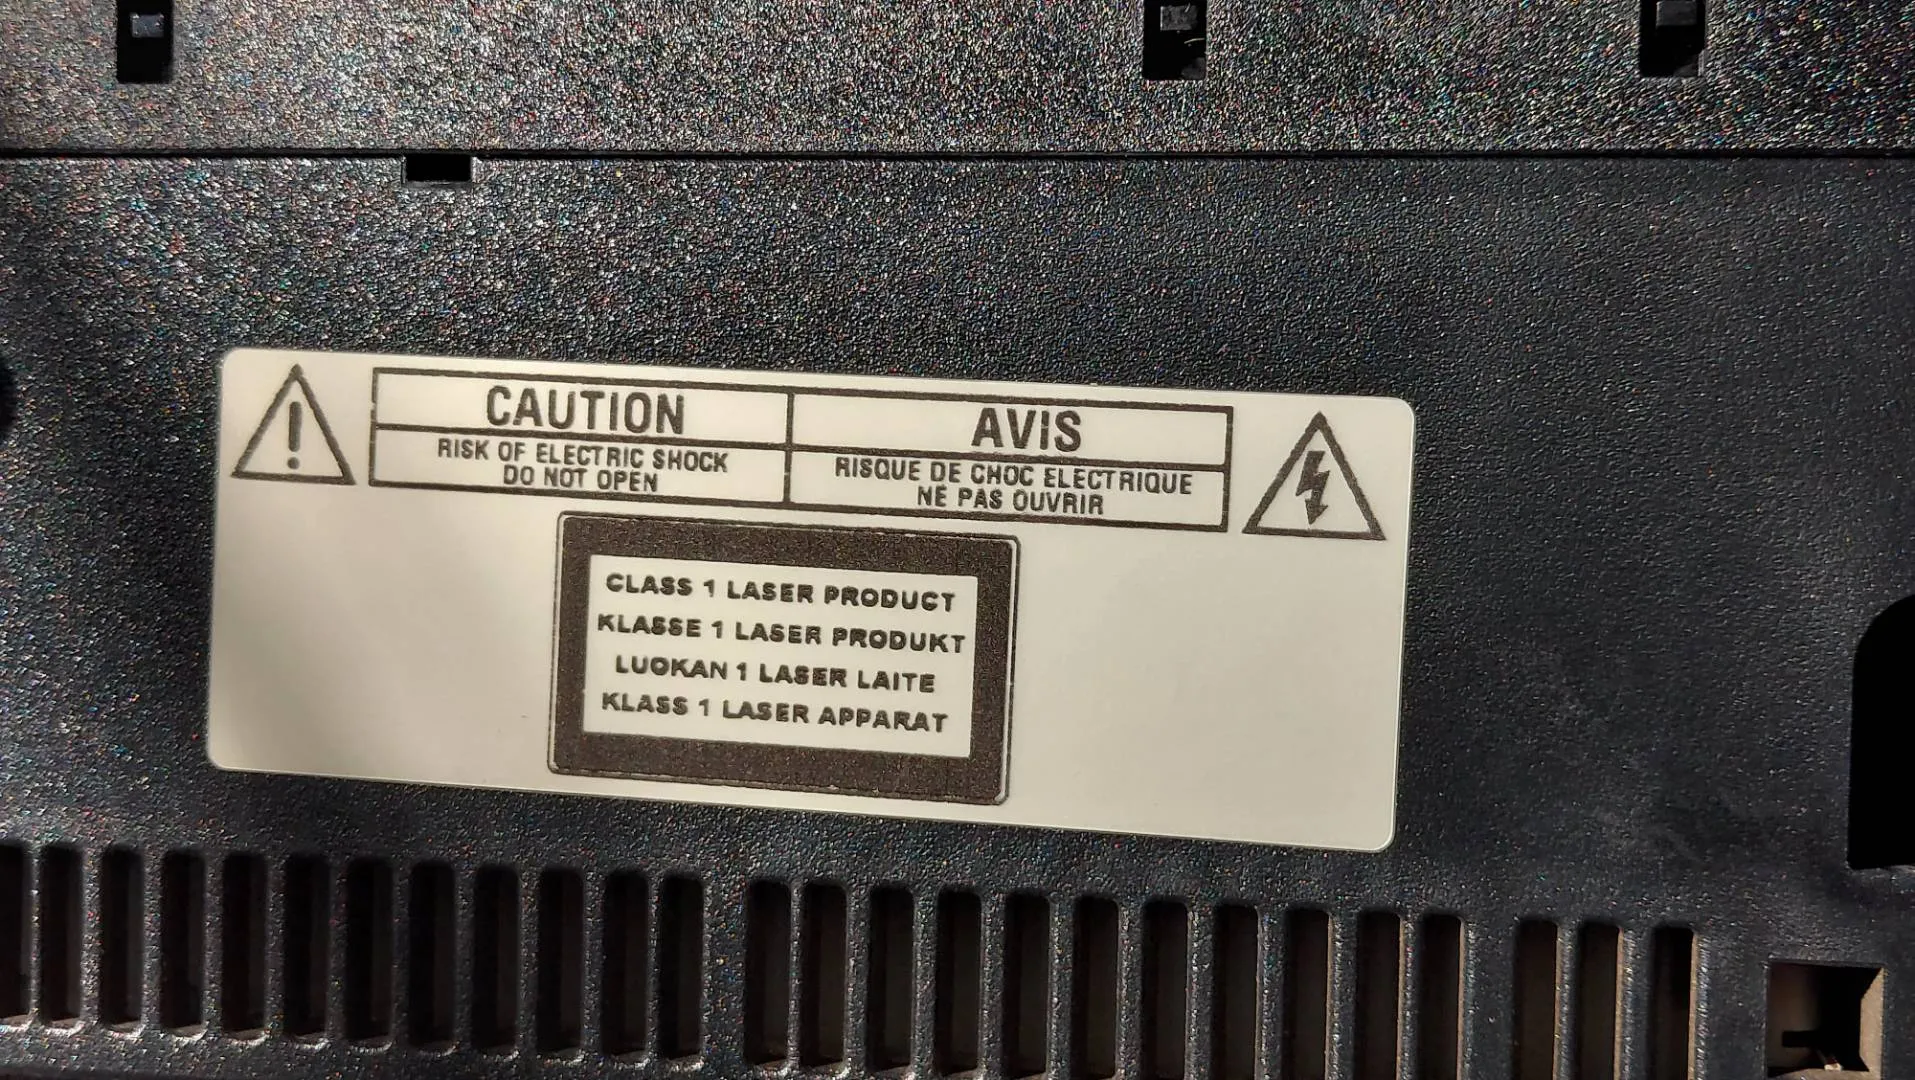 CAUTION
RISK OF ELECTRIC SHOCK
DO NOT OPEN
AVIS
RISQUE DE CHOC ELECTRIQUE
NE PAS OUVRIR
CLASS 1 LASER PRODUCT
KLASSE 1 LASER PRODUKT
LUOKAN 1 LASER LAITE
KLASS 1 LASER APPARAT